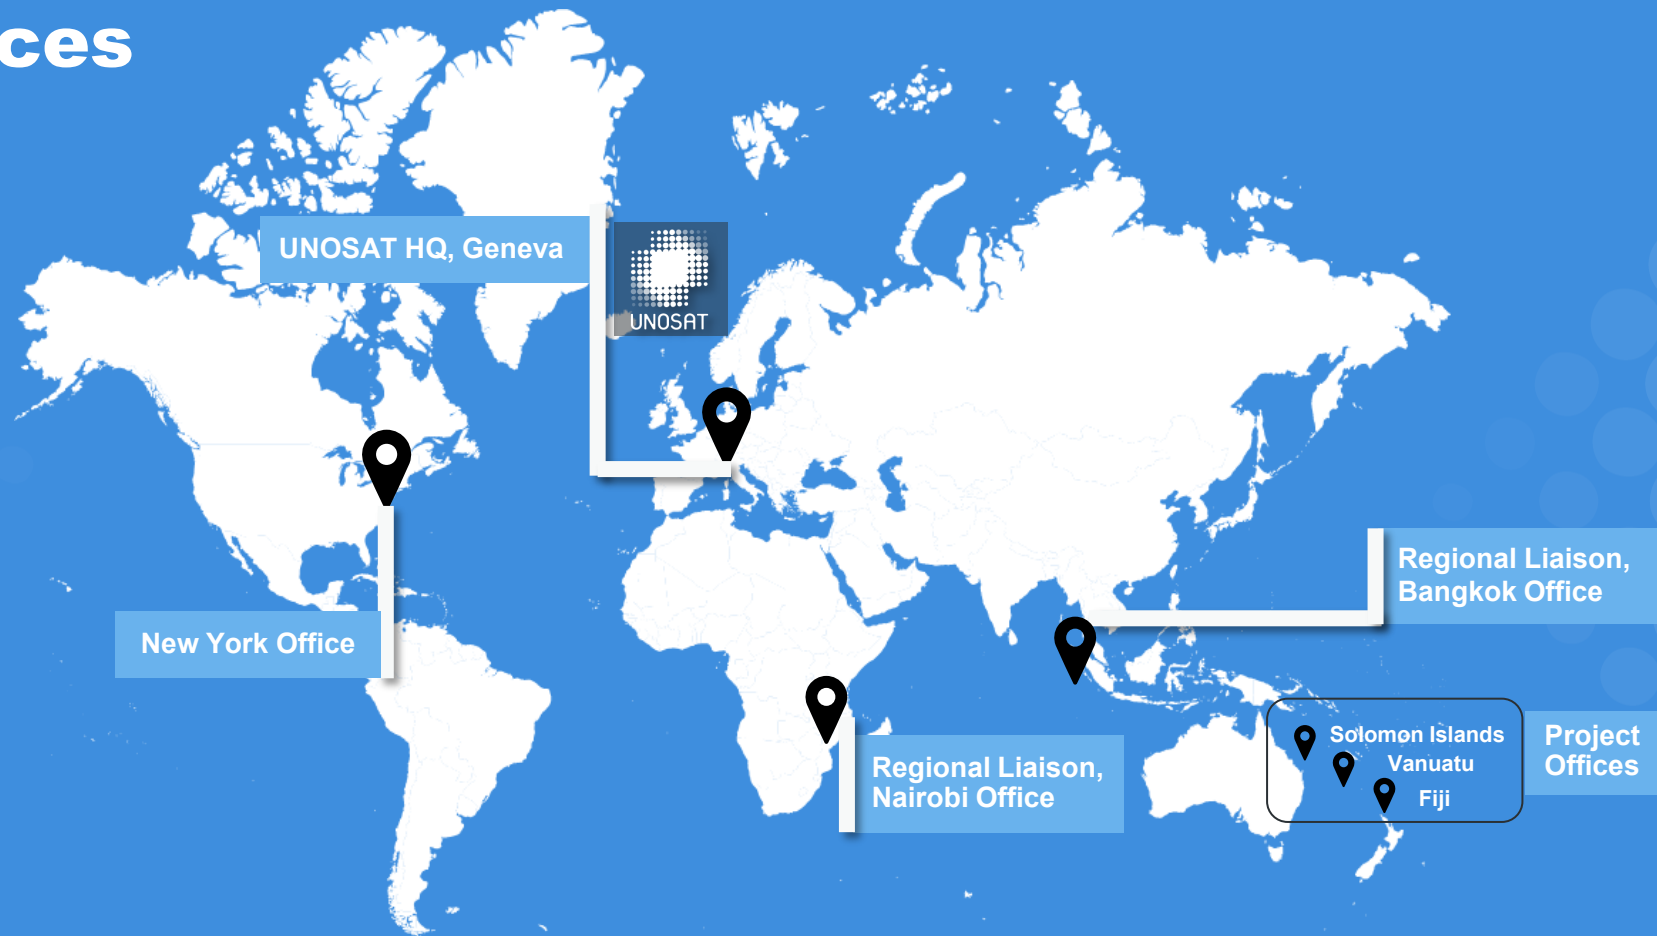 ces
UNOSAT HQ, Geneva
UNOSAT
New York Office
Regional Liaison,
Bangkok Office
Regional Liaison,
Nairobi Office
Solomon Islands
Vanuatu
Fiji
Project
Offices